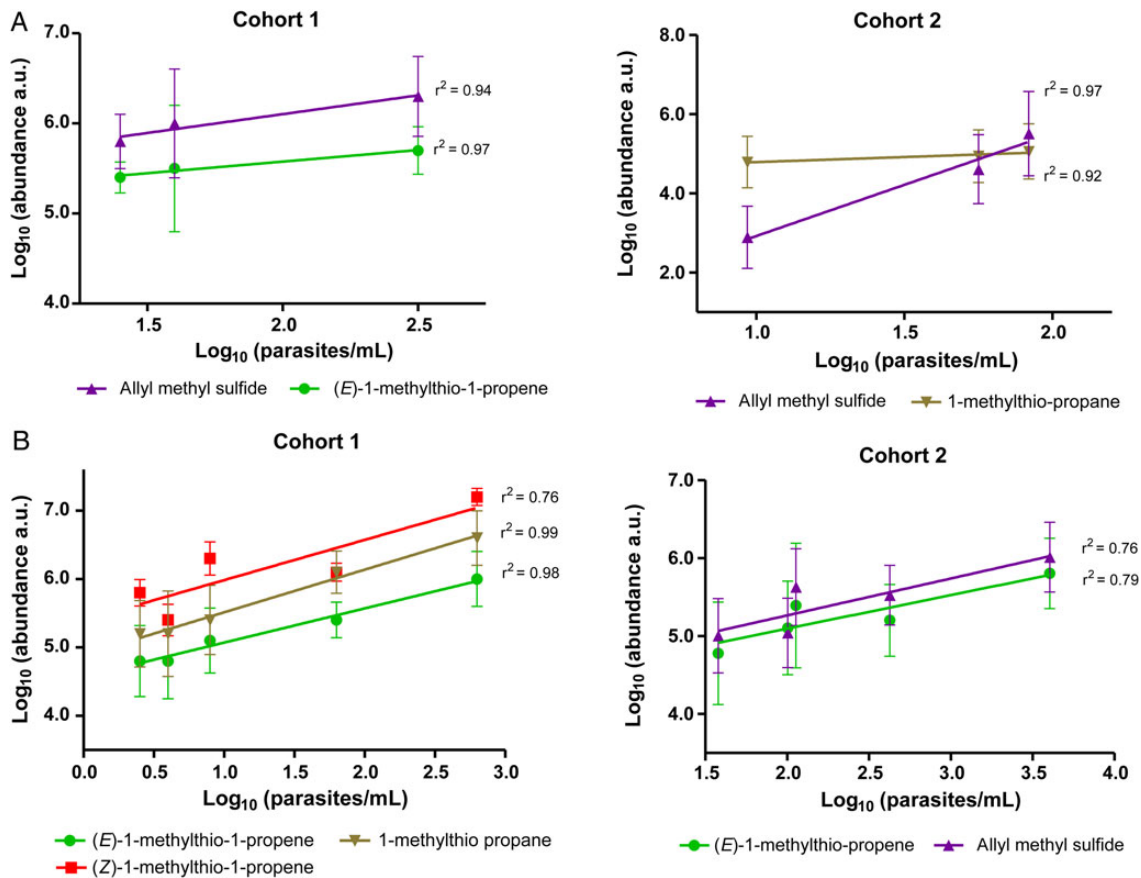 A
Cohort 1
Log10 (abundance a.u.)
7.0
6.0
5.0
4.0
r2 = 0.94
r2 = 0.97
1.5
2.0
2.5
Log10 (parasites/mL)
Allyl methyl sulfide
(E)-1-methylthio-1-propene
Cohort 2
Log10 (abundance a.u.)
8.0
6.0
4.0
2.0
r2 = 0.97
r2 = 0.92
1.0
1.5
2.0
Log10 (parasites/mL)
Allyl methyl sulfide
1-methylthio-propane
B
Cohort 1
Log10 (abundance a.u.)
7.0
6.0
5.0
4.0
r2 = 0.76
r2 = 0.99
r2 = 0.98
0.0
0.5
1.0
1.5
2.0
2.5
3.0
Log10 (parasites/mL)
(E)-1-methylthio-1-propene
1-methylthio propane
(Z)-1-methylthio-1-propene
Cohort 2
Log10 (abundance a.u.)
7.0
6.0
5.0
4.0
r2 = 0.76
r2 = 0.79
1.5
2.0
2.5
3.0
3.5
4.0
Log10 (parasites/mL)
(E)-1-methylthio-propene
Allyl methyl sulfide